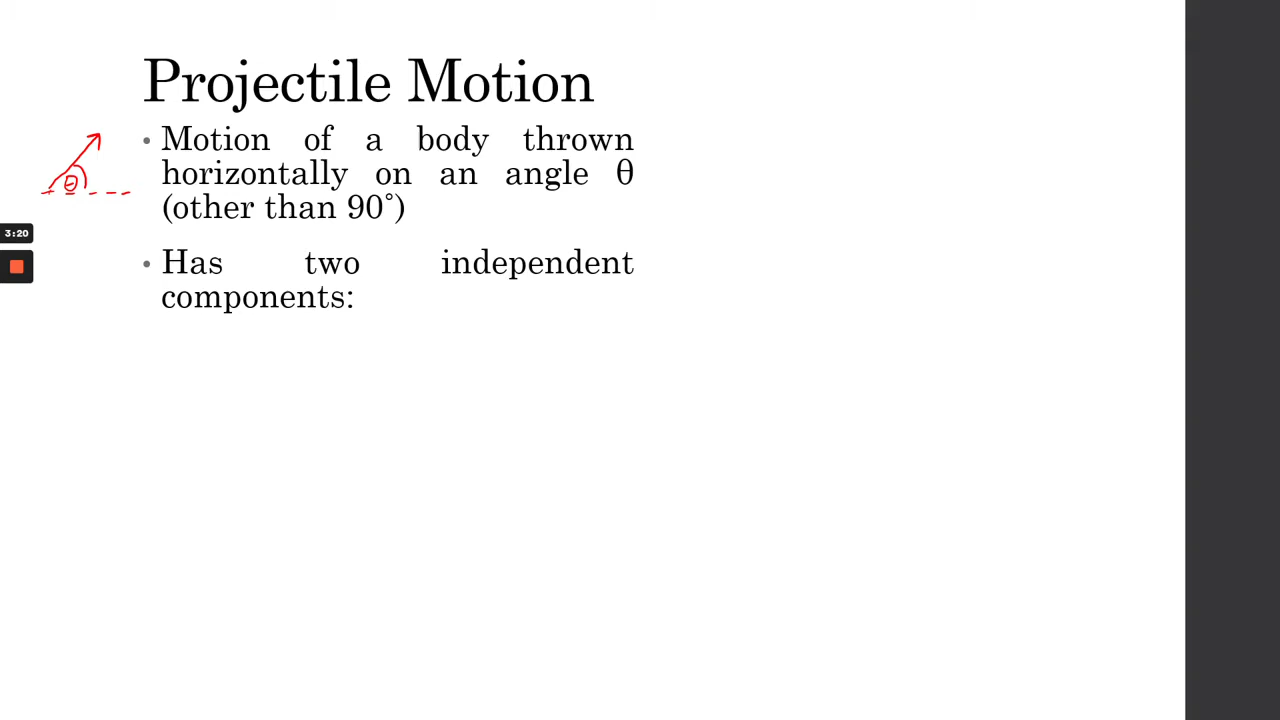 Projectile Motion
• Motion of a body thrown
horizontally on an angle θ
(other than 90˚)
θ
3:20
• Has two independent
components: